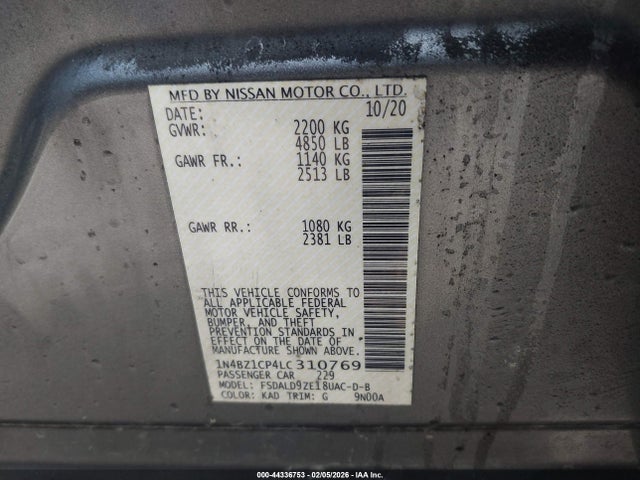 MFD BY NISSAN MOTOR CO., LTD.
DATE: 10/20
GVWR: 2200 KG
4850 LB
GAWR FR.: 1140 KG
2513 LB
GAWR RR.: 1080 KG
2381 LB
THIS VEHICLE CONFORMS TO
ALL APPLICABLE FEDERAL
MOTOR VEHICLE SAFETY,
BUMPER, AND THEFT
PREVENTION STANDARDS IN
EFFECT ON THE DATE OF
MANUFACTURE SHOWN ABOVE.
1N4BZ1CP4LC310769
PASSENGER CAR 229
MODEL: FSDALD9ZE18UAC-D-B
COLOR: KAD TRIM: G 9N00A
000-44336753 - 02/05/2026 - IAA Inc.